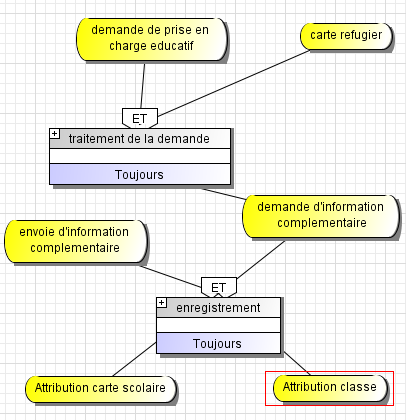 demande de prise en
charge educatif
carte refugier
ET
traitement de la demande
Toujours
demande d'information
complementaire
envoie d'information
complementaire
ET
enregistrement
Toujours
Attribution carte scolaire
Attribution classe